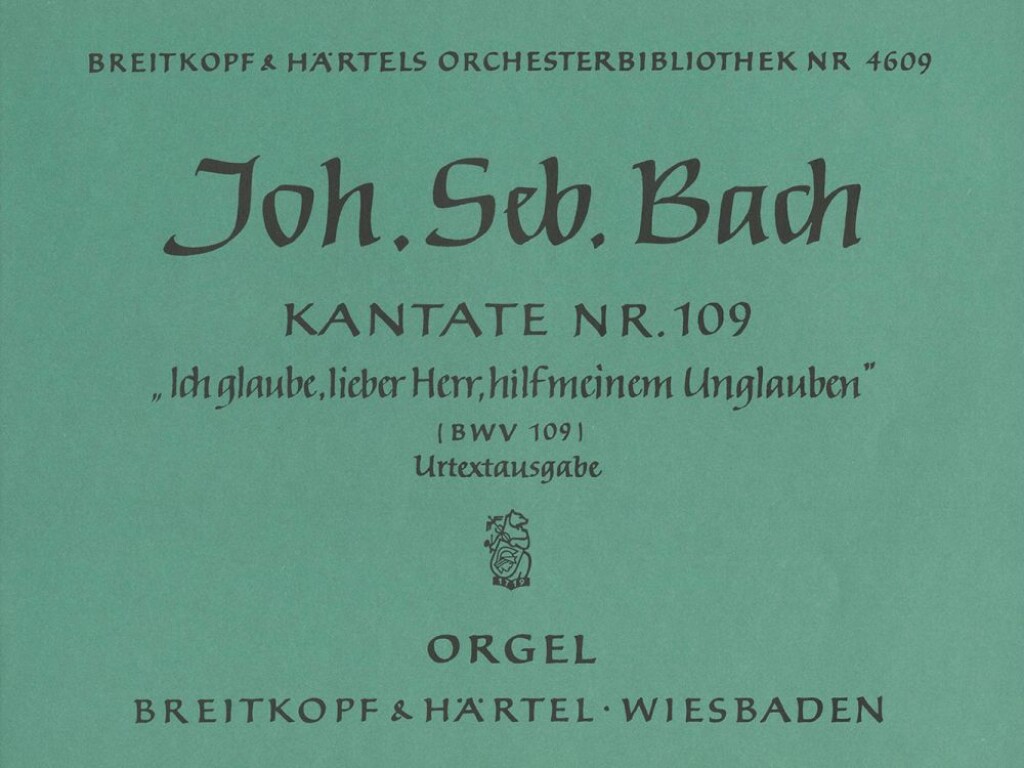 BREITKOPF & HÄRTELS ORCHESTERBIBLIOTHEK NR 4609
Joh. Seb. Bach
KANTATE NR. 109
„Ich glaube, lieber Herr, hilf meinem Unglauben"
(BWV 109)
Urtextausgabe
1719
ORGEL
BREITKOPF & HÄRTEL · WIESBADEN